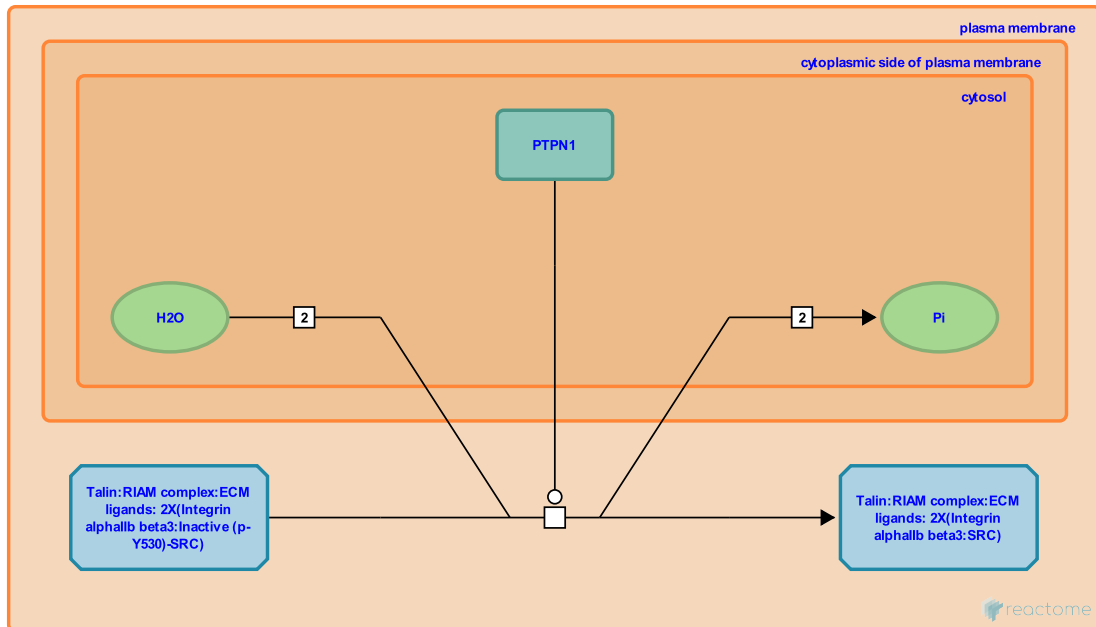 plasma membrane
cytoplasmic side of plasma membrane
cytosol
PTPN1
H2O
2
2
Pi
Talin:RIAM complex:ECM
ligands: 2X(Integrin
alphaIIb beta3:Inactive (p-
Y530)-SRC)
Talin:RIAM complex:ECM
ligands: 2X(Integrin
alphaIIb beta3:SRC)
reactome